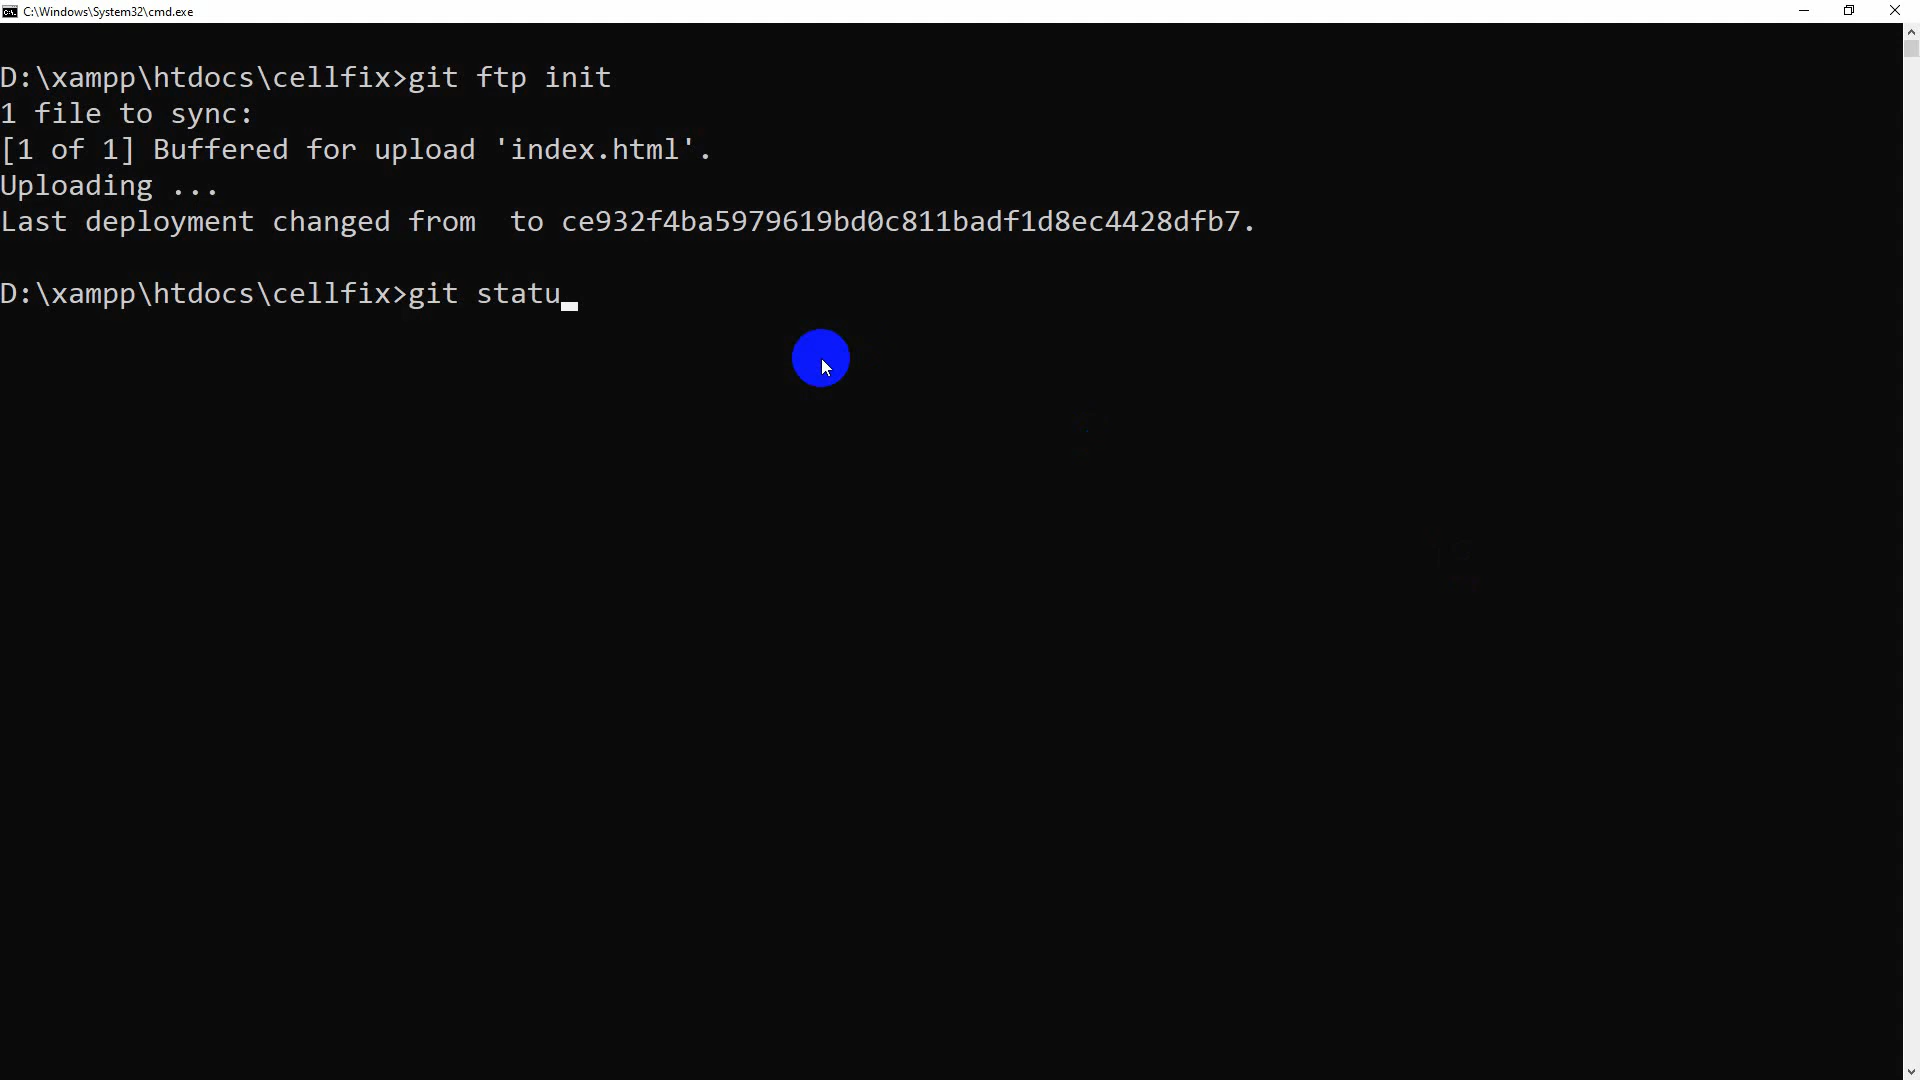 C:\Windows\System32\cmd.exe
D:\xampp\htdocs\cellfix>git ftp init
1 file to sync:
[1 of 1] Buffered for upload 'index.html'.
Uploading ...
Last deployment changed from  to ce932f4ba5979619bd0c811badf1d8ec4428dfb7.
D:\xampp\htdocs\cellfix>git statu